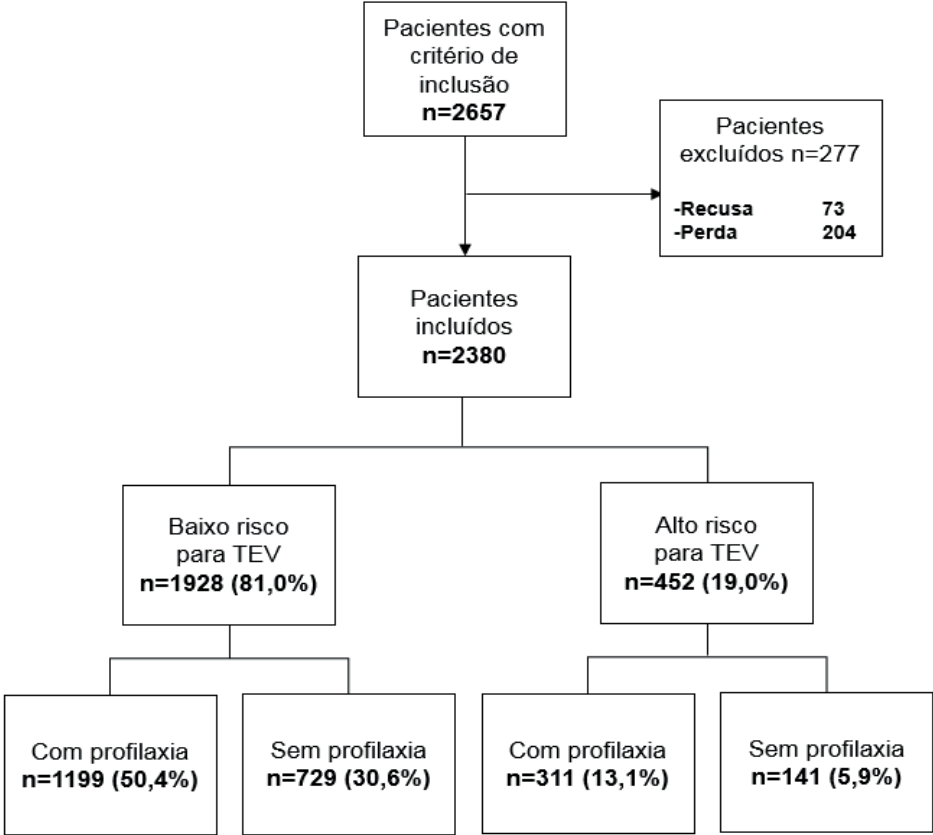 Pacientes com
critério de
inclusão
n=2657
Pacientes
excluídos n=277
-Recusa 73
-Perda 204
Pacientes
incluídos
n=2380
Baixo risco
para TEV
n=1928 (81,0%)
Alto risco
para TEV
n=452 (19,0%)
Com profilaxia
n=1199 (50,4%)
Sem profilaxia
n=729 (30,6%)
Com profilaxia
n=311 (13,1%)
Sem profilaxia
n=141 (5,9%)